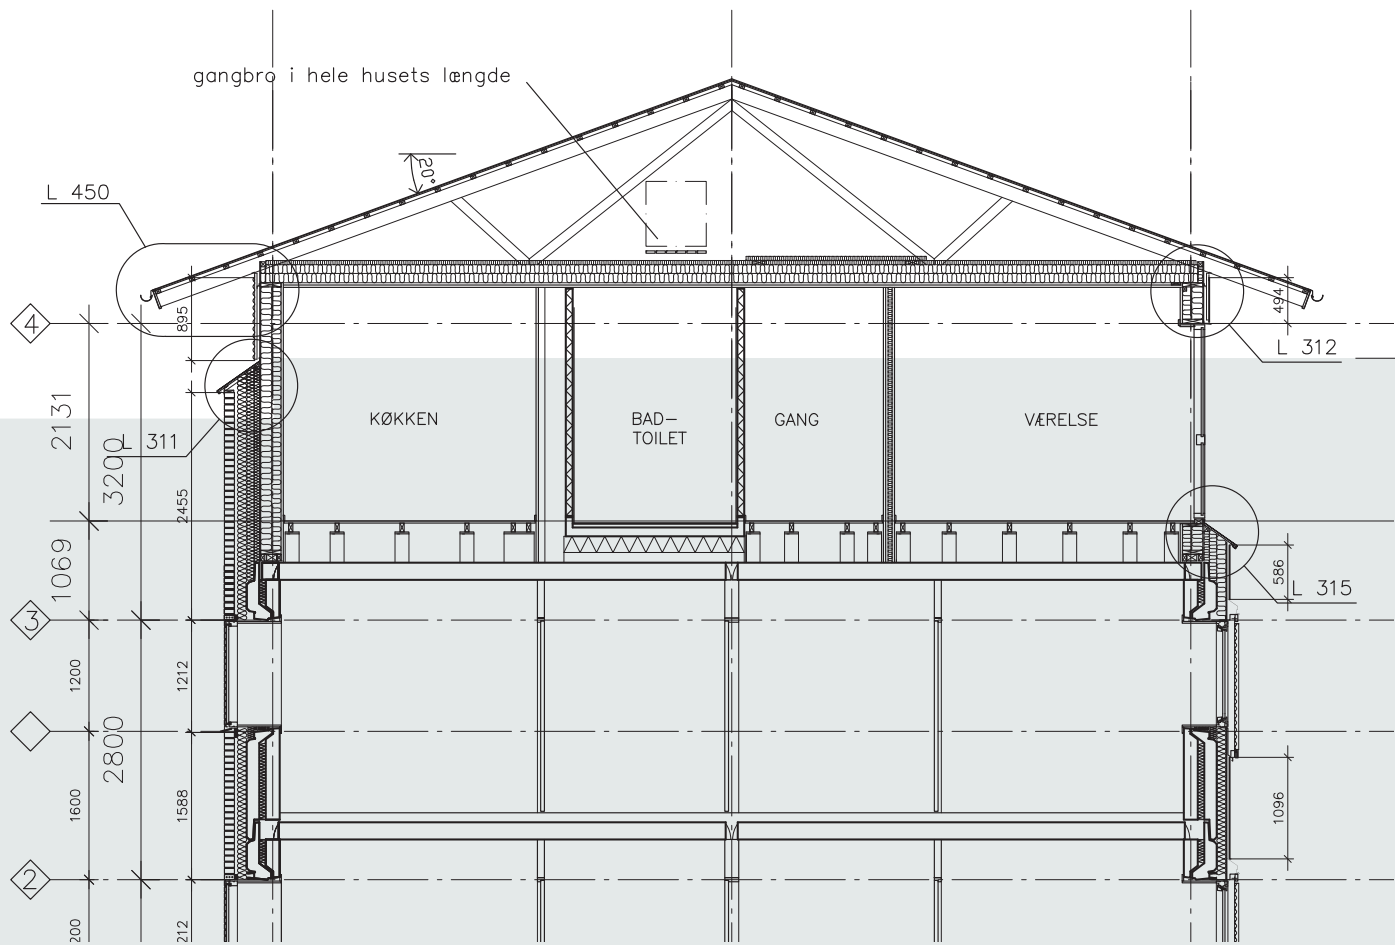 gangbro i hele husets længde
20°
L 450
895
494
4
L 312
2131
3200
L 311
2455
KØKKEN
BAD-
TOILET
GANG
VÆRELSE
1069
586
L 315
3
1200
1212
2800
1600
1588
1096
2
200
212